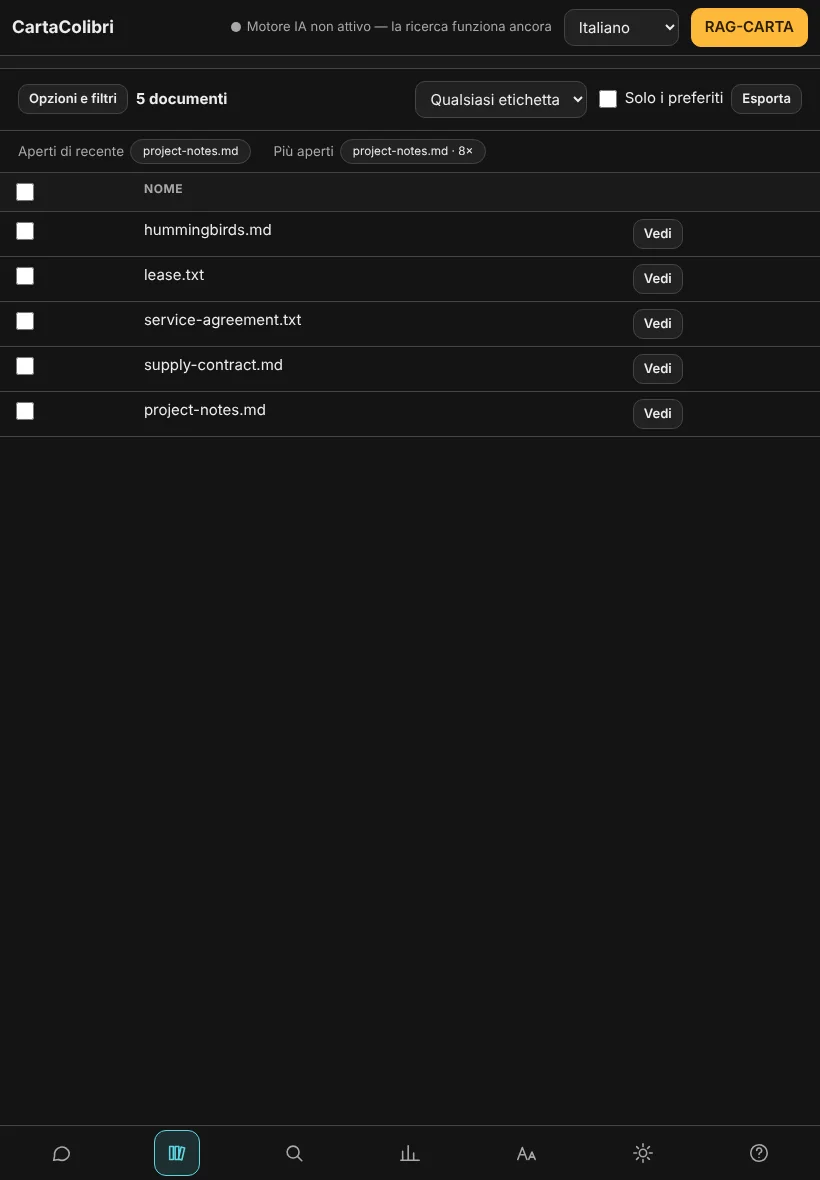 CartaColibri
Motore IA non attivo — la ricerca funziona ancora
Italiano
RAG-CARTA
Opzioni e filtri
5 documenti
Qualsiasi etichetta
Solo i preferiti
Esporta
Aperti di recente
project-notes.md
Più aperti
project-notes.md · 8×
NOME
hummingbirds.md
Vedi
lease.txt
Vedi
service-agreement.txt
Vedi
supply-contract.md
Vedi
project-notes.md
Vedi
AA